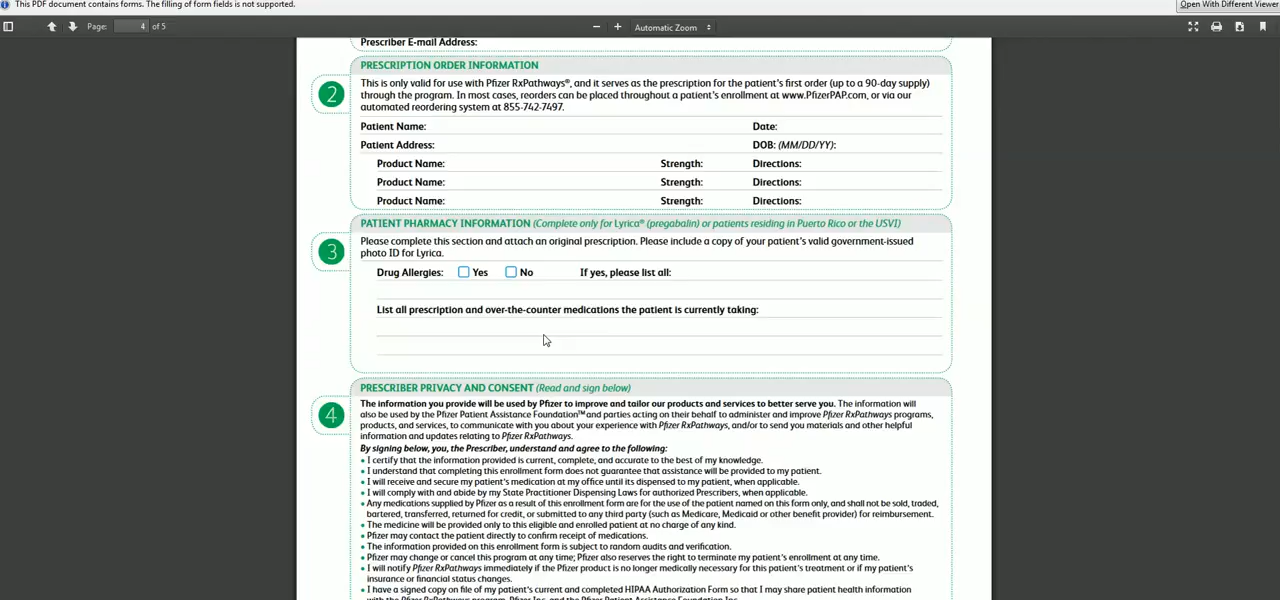 This PDF document contains forms. The filling of form fields is not supported.
Open With Different Viewer
Page: 4 of 5
Automatic Zoom
Prescriber E-mail Address:
PRESCRIPTION ORDER INFORMATION
2
This is only valid for use with Pfizer RxPathways®, and it serves as the prescription for the patient's first order (up to a 90-day supply)
through the program. In most cases, reorders can be placed throughout a patient's enrollment at www.PfizerPAP.com, or via our
automated reordering system at 855-742-7497.
Patient Name: Date:
Patient Address: DOB: (MM/DD/YY):
Product Name: Strength: Directions:
Product Name: Strength: Directions:
Product Name: Strength: Directions:
PATIENT PHARMACY INFORMATION (Complete only for Lyrica® (pregabalin) or patients residing in Puerto Rico or the USVI)
3
Please complete this section and attach an original prescription. Please include a copy of your patient's valid government-issued
photo ID for Lyrica.
Drug Allergies: Yes No If yes, please list all:
List all prescription and over-the-counter medications the patient is currently taking:
PRESCRIBER PRIVACY AND CONSENT (Read and sign below)
4
The information you provide will be used by Pfizer to improve and tailor our products and services to better serve you. The information will
also be used by the Pfizer Patient Assistance Foundation™ and parties acting on their behalf to administer and improve Pfizer RxPathways programs,
products, and services, to communicate with you about your experience with Pfizer RxPathways, and/or to send you materials and other helpful
information and updates relating to Pfizer RxPathways.
By signing below, you, the Prescriber, understand and agree to the following:
• I certify that the information provided is current, complete, and accurate to the best of my knowledge.
• I understand that completing this enrollment form does not guarantee that assistance will be provided to my patient.
• I will receive and secure my patient's medication at my office until its dispensed to my patient, when applicable.
• I will comply with and abide by my State Practitioner Dispensing Laws for authorized Prescribers, when applicable.
• Any medications supplied by Pfizer as a result of this enrollment form are for the use of the patient named on this form only, and shall not be sold, traded,
bartered, transferred, returned for credit, or submitted to any third party (such as Medicare, Medicaid or other benefit provider) for reimbursement.
• The medicine will be provided only to this eligible and enrolled patient at no charge of any kind.
• Pfizer may contact the patient directly to confirm receipt of medications.
• The information provided on this enrollment form is subject to random audits and verification.
• Pfizer may change or cancel this program at any time; Pfizer also reserves the right to terminate my patient's enrollment at any time.
• I will notify Pfizer RxPathways immediately if the Pfizer product is no longer medically necessary for this patient's treatment or if my patient's
insurance or financial status changes.
• I have a signed copy on file of my patient's current and completed HIPAA Authorization Form so that I may share patient health information
with the Pfizer RxPathways program, Pfizer Inc, and the Pfizer Patient Assistance Foundation Inc.